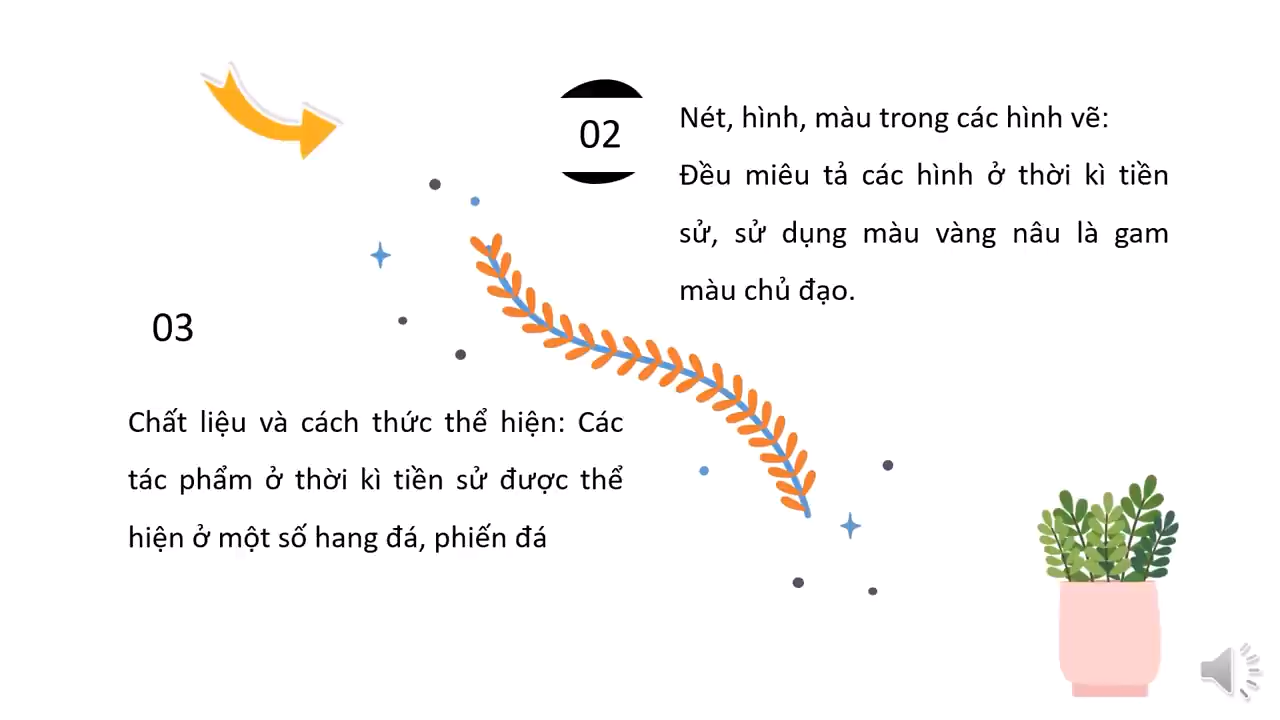 02
Nét, hình, màu trong các hình vẽ:
Đều miêu tả các hình ở thời kì tiền
sử, sử dụng màu vàng nâu là gam
màu chủ đạo.
03
Chất liệu và cách thức thể hiện: Các
tác phẩm ở thời kì tiền sử được thể
hiện ở một số hang đá, phiến đá